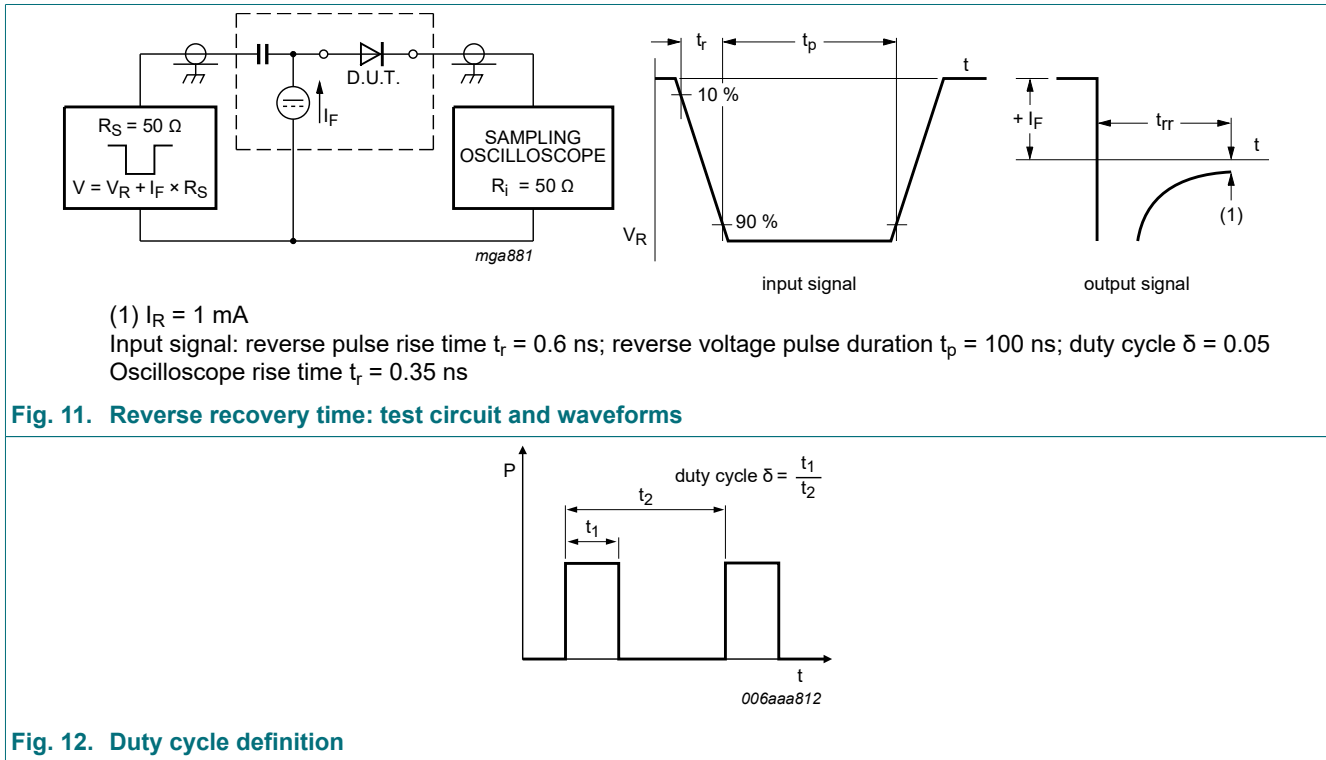 D.U.T.
I_F
R_S = 50 Ω
V = V_R + I_F × R_S
SAMPLING
OSCILLOSCOPE
R_i = 50 Ω
mga881
t_r
t_p
t
10 %
90 %
V_R
input signal
+ I_F
t_rr
t
(1)
output signal
(1) I_R = 1 mA
Input signal: reverse pulse rise time t_r = 0.6 ns; reverse voltage pulse duration t_p = 100 ns; duty cycle δ = 0.05
Oscilloscope rise time t_r = 0.35 ns
Fig. 11. Reverse recovery time: test circuit and waveforms
P
duty cycle δ = t_1/t_2
t_2
t_1
t
006aaa812
Fig. 12. Duty cycle definition